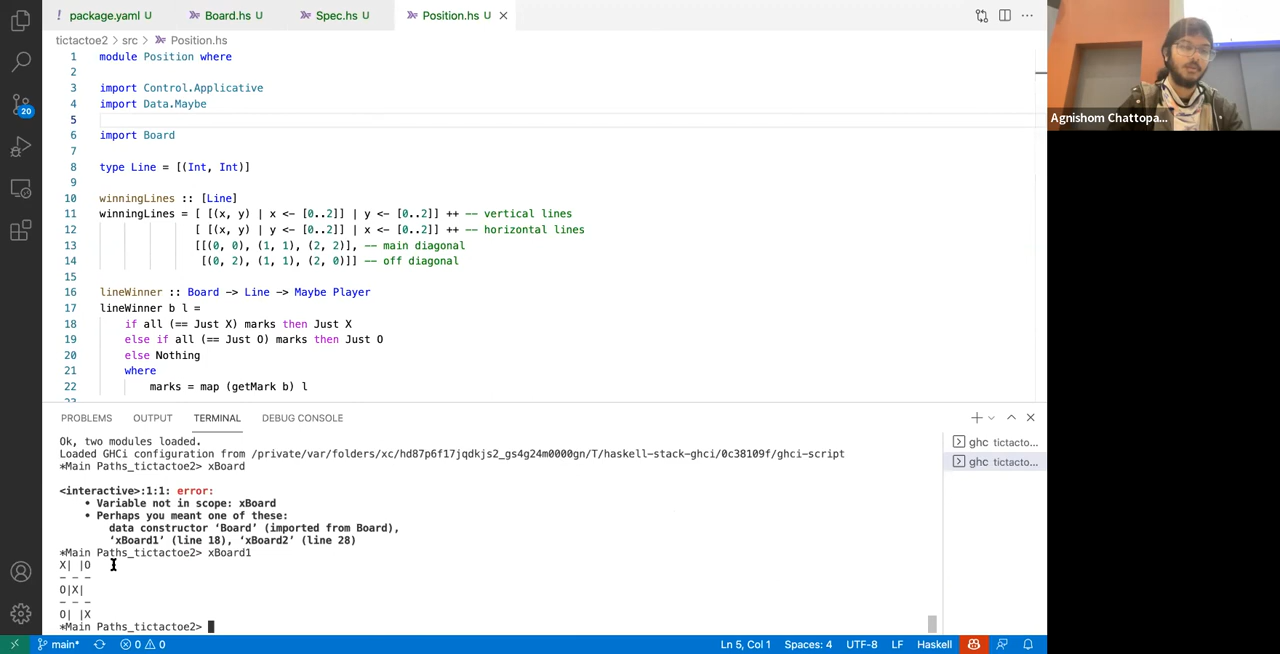 ! package.yaml U
Board.hs U
Spec.hs U
Position.hs U
tictactoe2 > src > Position.hs
1 module Position where
2
3 import Control.Applicative
4 import Data.Maybe
5
6 import Board
7
8 type Line = [(Int, Int)]
9
10 winningLines :: [Line]
11 winningLines = [ [(x, y) | x <- [0..2]] | y <- [0..2]] ++ -- vertical lines
12 [ [(x, y) | y <- [0..2]] | x <- [0..2]] ++ -- horizontal lines
13 [[(0, 0), (1, 1), (2, 2)], -- main diagonal
14 [(0, 2), (1, 1), (2, 0)]] -- off diagonal
15
16 lineWinner :: Board -> Line -> Maybe Player
17 lineWinner b l =
18 if all (== Just X) marks then Just X
19 else if all (== Just O) marks then Just O
20 else Nothing
21 where
22 marks = map (getMark b) l
Agnishom Chattopa...
20
PROBLEMS OUTPUT TERMINAL DEBUG CONSOLE
Ok, two modules loaded.
Loaded GHCi configuration from /private/var/folders/xc/hd87p6f17jqdkjs2_gs4g24m0000gn/T/haskell-stack-ghci/0c38109f/ghci-script
*Main Paths_tictactoe2> xBoard
<interactive>:1:1: error:
• Variable not in scope: xBoard
• Perhaps you meant one of these:
data constructor ‘Board’ (imported from Board),
‘xBoard1’ (line 18), ‘xBoard2’ (line 28)
*Main Paths_tictactoe2> xBoard1
X| |O
- - -
O|X|
- - -
O| |X
*Main Paths_tictactoe2>
ghc tictacto...
ghc tictacto...
main*
0 0
Ln 5, Col 1
Spaces: 4
UTF-8
LF
Haskell